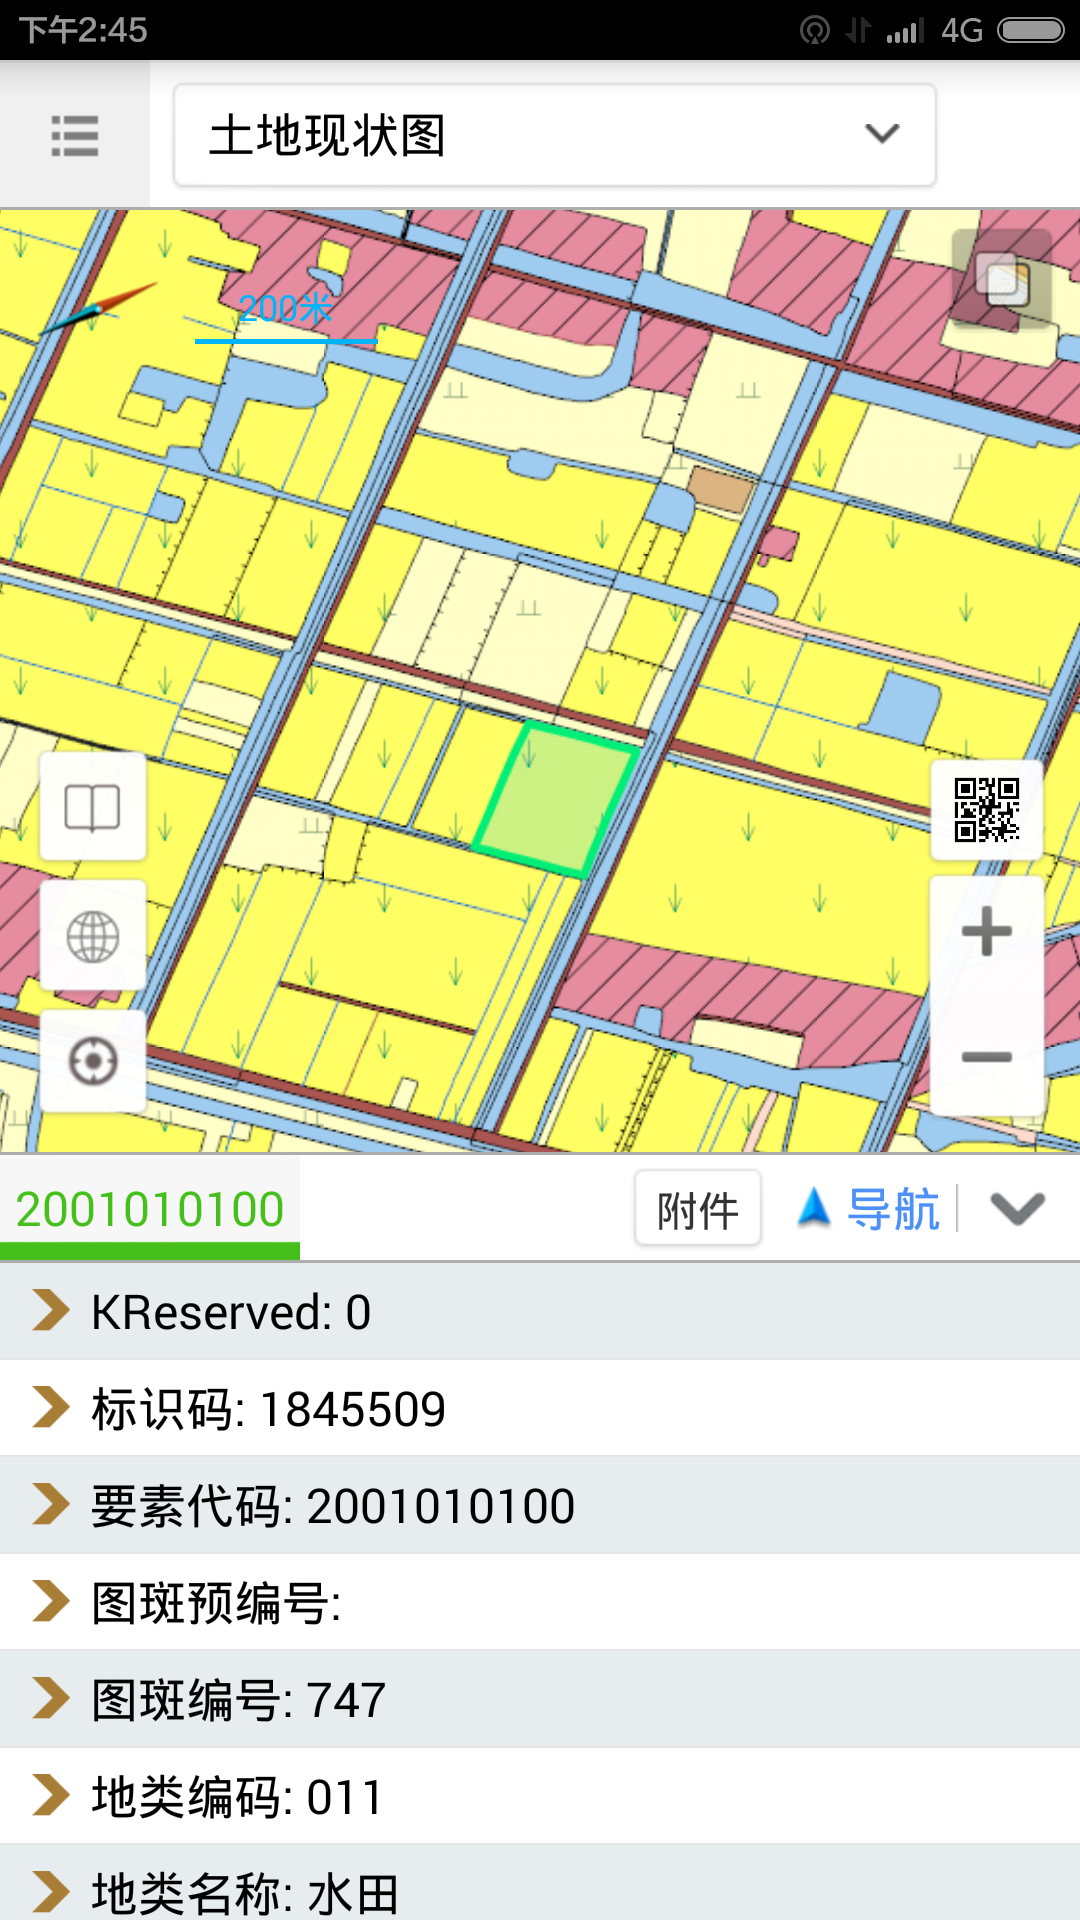 下午2:45
4G
土地现状图
200米
2001010100
附件
导航
KReserved: 0
标识码: 1845509
要素代码: 2001010100
图斑预编号:
图斑编号: 747
地类编码: 011
地类名称: 水田